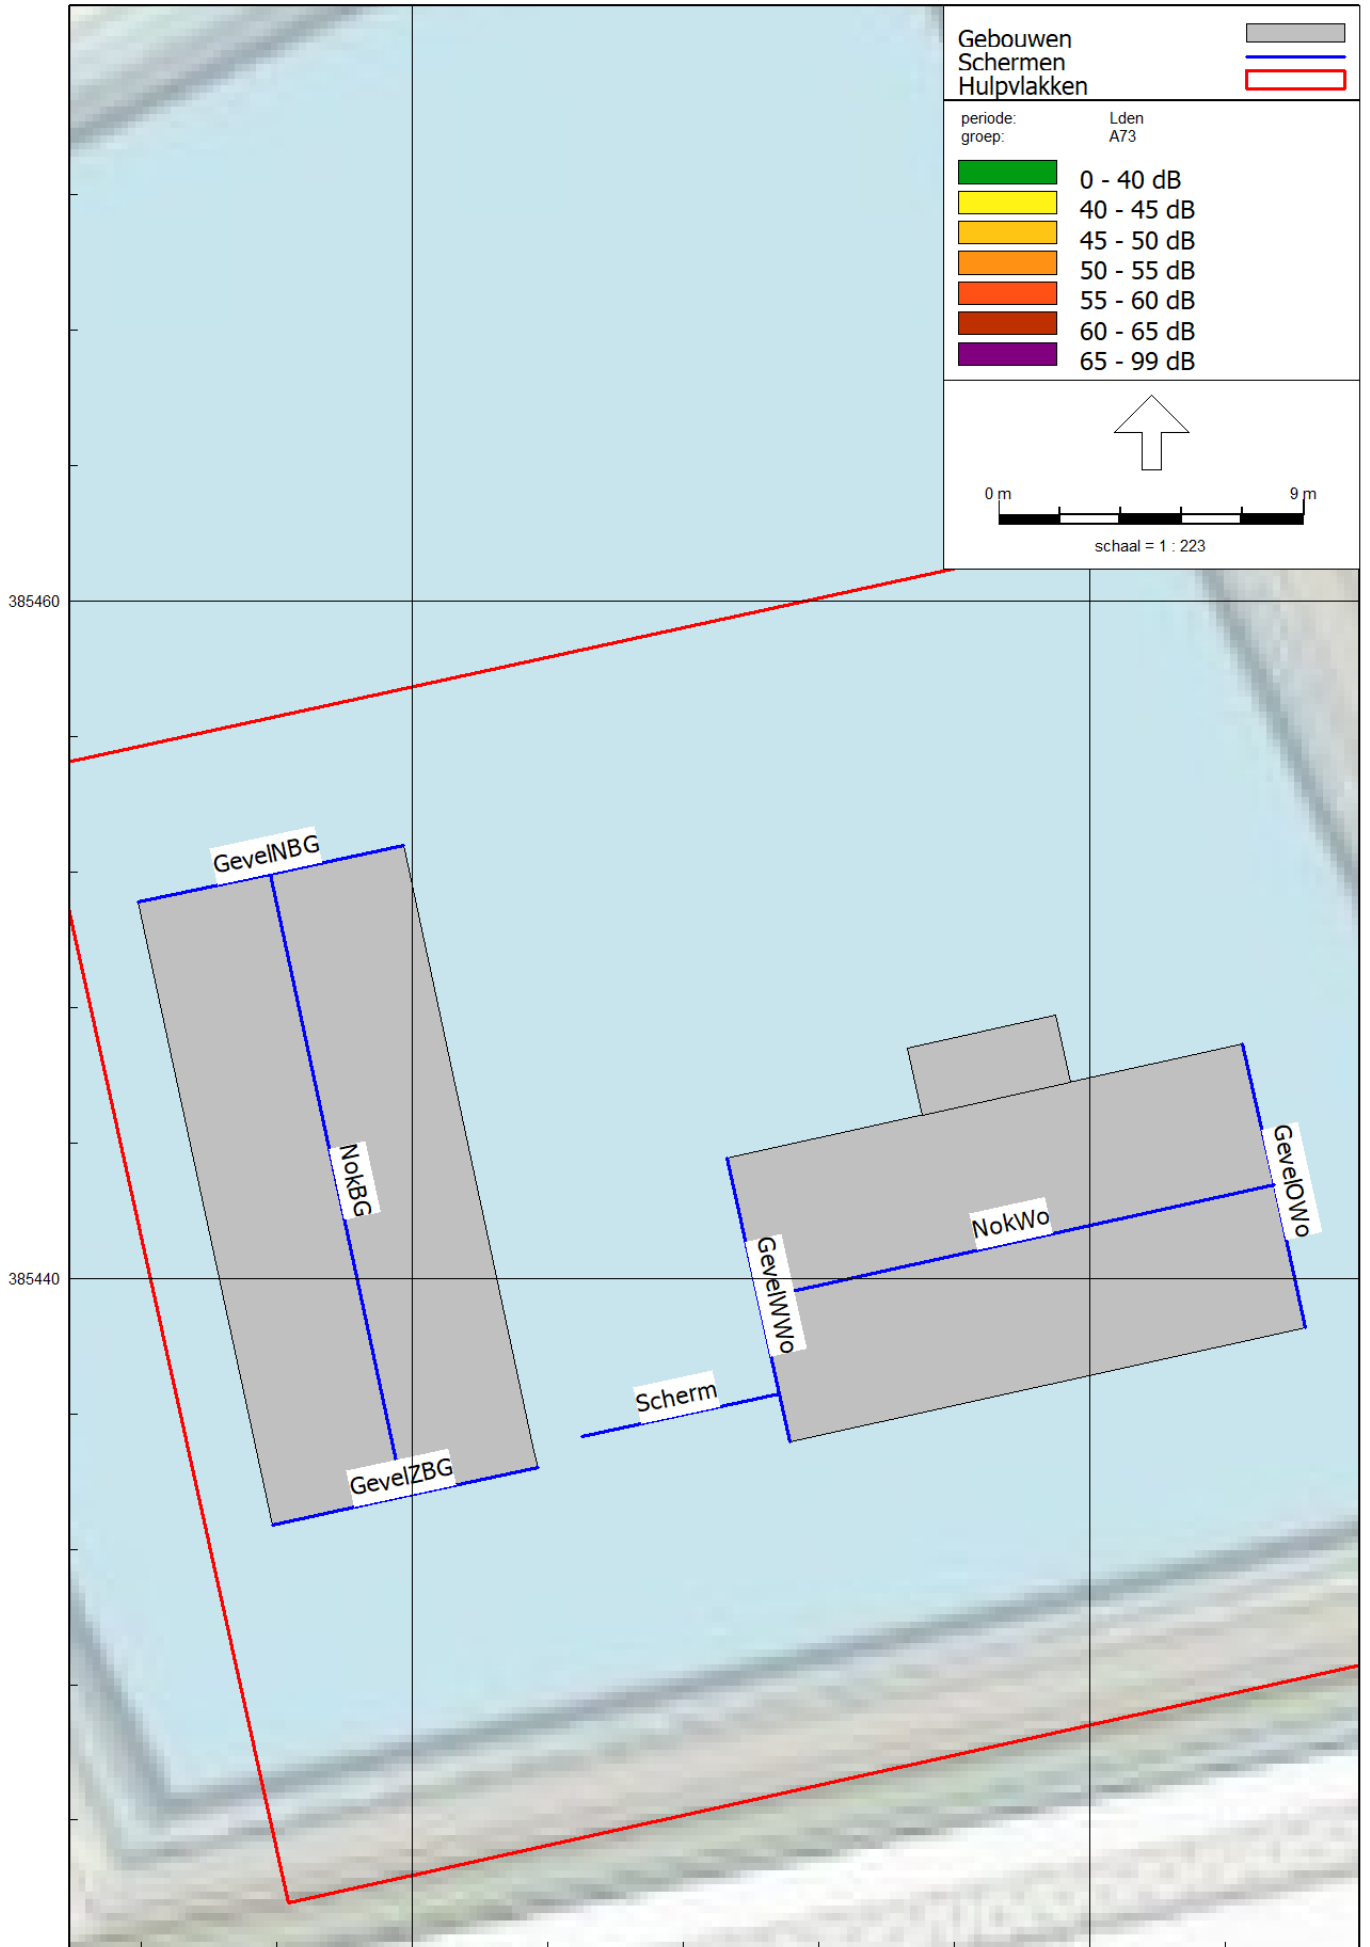 Gebouwen
Schermen
Hulpvlakken
periode: Lden
groep: A73
0 - 40 dB
40 - 45 dB
45 - 50 dB
50 - 55 dB
55 - 60 dB
60 - 65 dB
65 - 99 dB
0 m 9 m
schaal = 1 : 223
385460
GevelNBG
NokBG
GevelOWo
NokWo
385440
GevelWWo
Scherm
GevelZBG